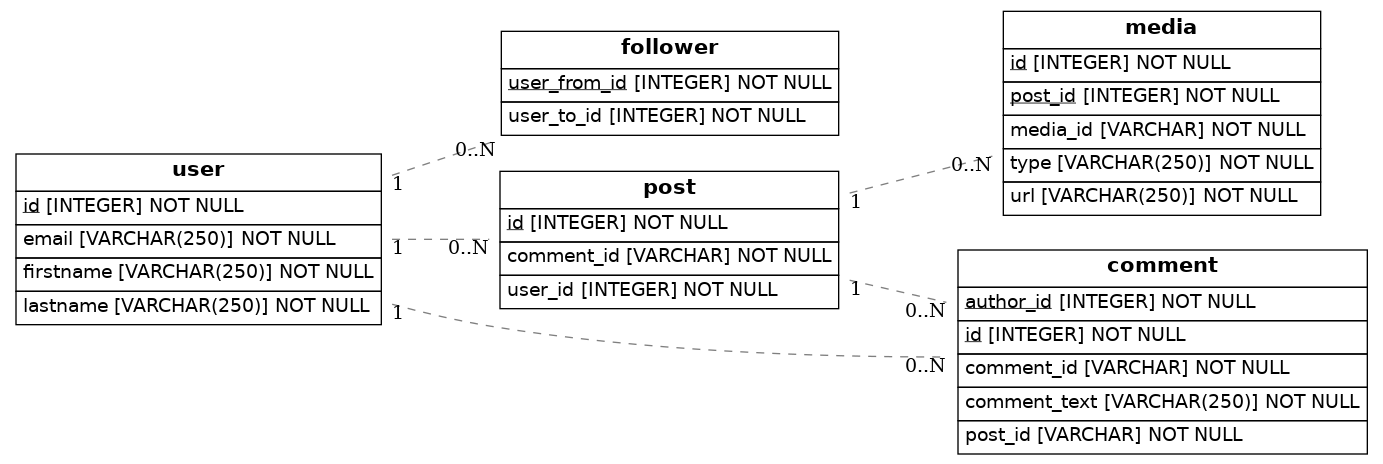 user
id [INTEGER] NOT NULL
email [VARCHAR(250)] NOT NULL
firstname [VARCHAR(250)] NOT NULL
lastname [VARCHAR(250)] NOT NULL
1
0..N
1
0..N
1
0..N
follower
user_from_id [INTEGER] NOT NULL
user_to_id [INTEGER] NOT NULL
post
id [INTEGER] NOT NULL
comment_id [VARCHAR] NOT NULL
user_id [INTEGER] NOT NULL
1
0..N
1
0..N
media
id [INTEGER] NOT NULL
post_id [INTEGER] NOT NULL
media_id [VARCHAR] NOT NULL
type [VARCHAR(250)] NOT NULL
url [VARCHAR(250)] NOT NULL
comment
author_id [INTEGER] NOT NULL
id [INTEGER] NOT NULL
comment_id [VARCHAR] NOT NULL
comment_text [VARCHAR(250)] NOT NULL
post_id [VARCHAR] NOT NULL